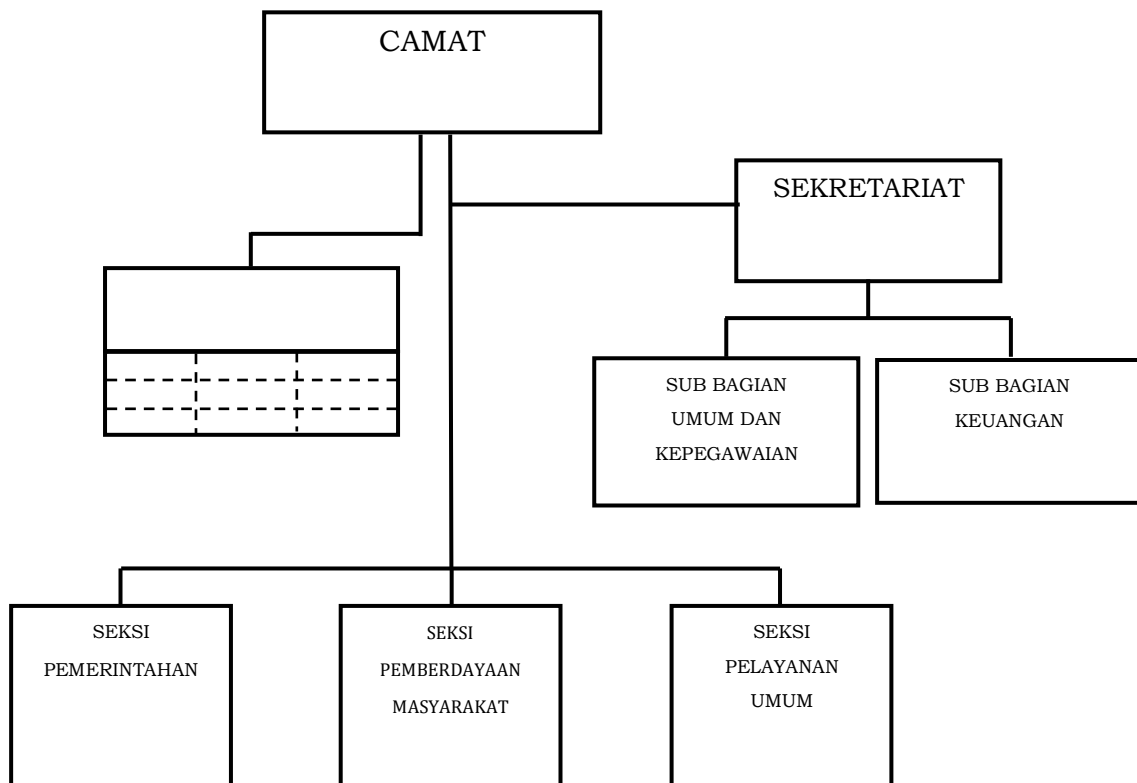 CAMAT
SEKRETARIAT
SUB BAGIAN
UMUM DAN
KEPEGAWAIAN
SUB BAGIAN
KEUANGAN
SEKSI
PEMERINTAHAN
SEKSI
PEMBERDAYAAN
MASYARAKAT
SEKSI
PELAYANAN
UMUM